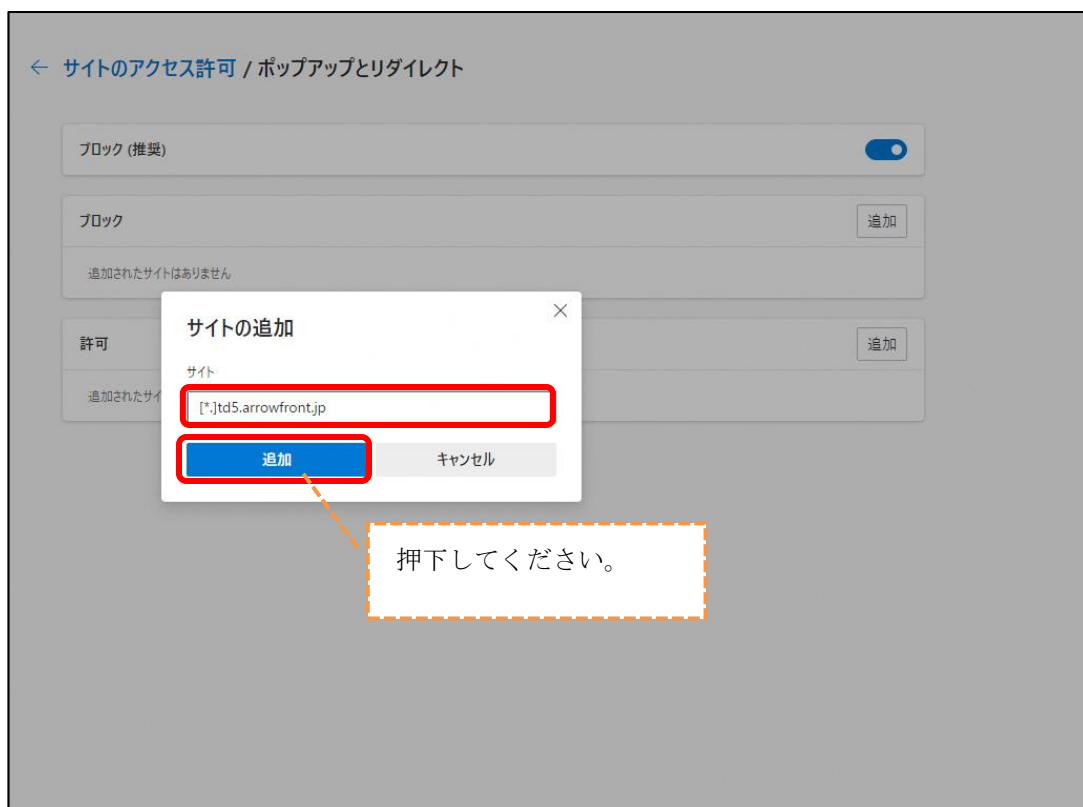 ← サイトのアクセス許可 / ポップアップとリダイレクト
ブロック (推奨)
ブロック
追加
追加されたサイトはありません
サイトの追加
許可
追加
サイト
追加されたサイ
[*.]td5.arrowfront.jp
追加
キャンセル
押下してください。